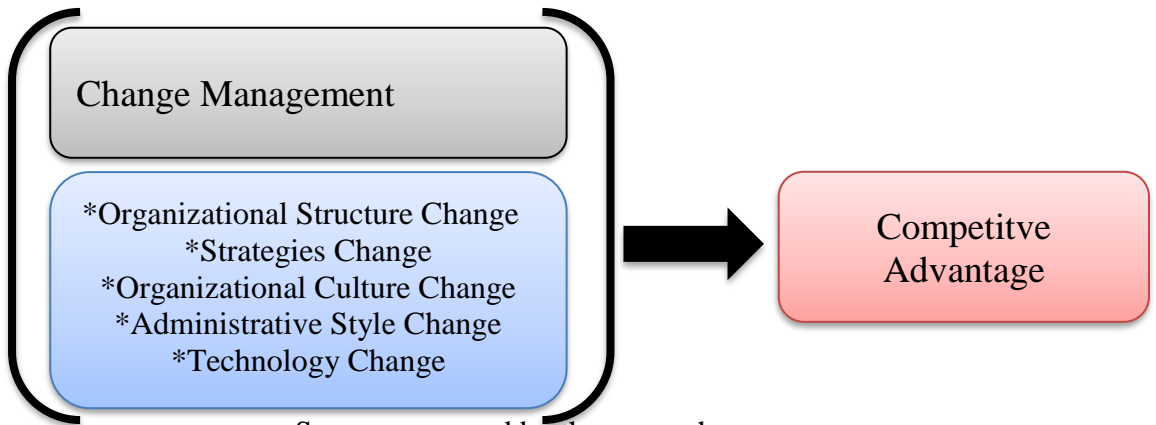 Change Management
*Organizational Structure Change
*Strategies Change
*Organizational Culture Change
*Administrative Style Change
*Technology Change
Competitve
Advantage